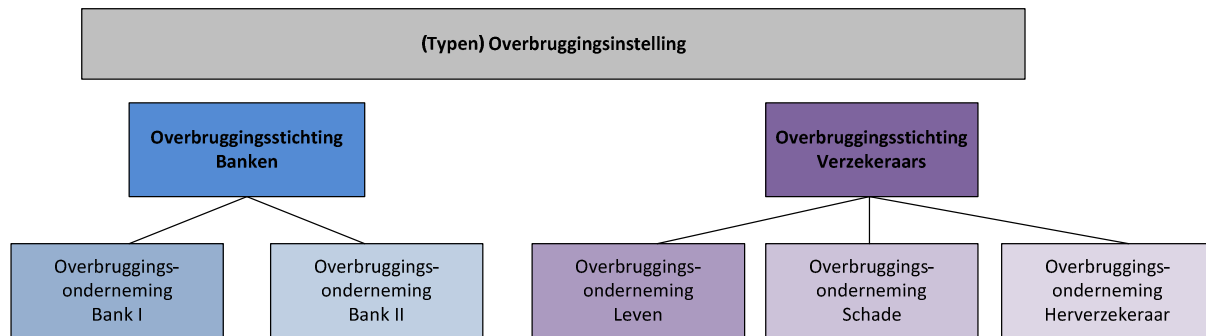 (Typen) Overbruggingsinstelling
Overbruggingsstichting
Banken
Overbruggingsstichting
Verzekeraars
Overbruggings-
onderneming
Bank I
Overbruggings-
onderneming
Bank II
Overbruggings-
onderneming
Leven
Overbruggings-
onderneming
Schade
Overbruggings-
onderneming
Herverzekeraar